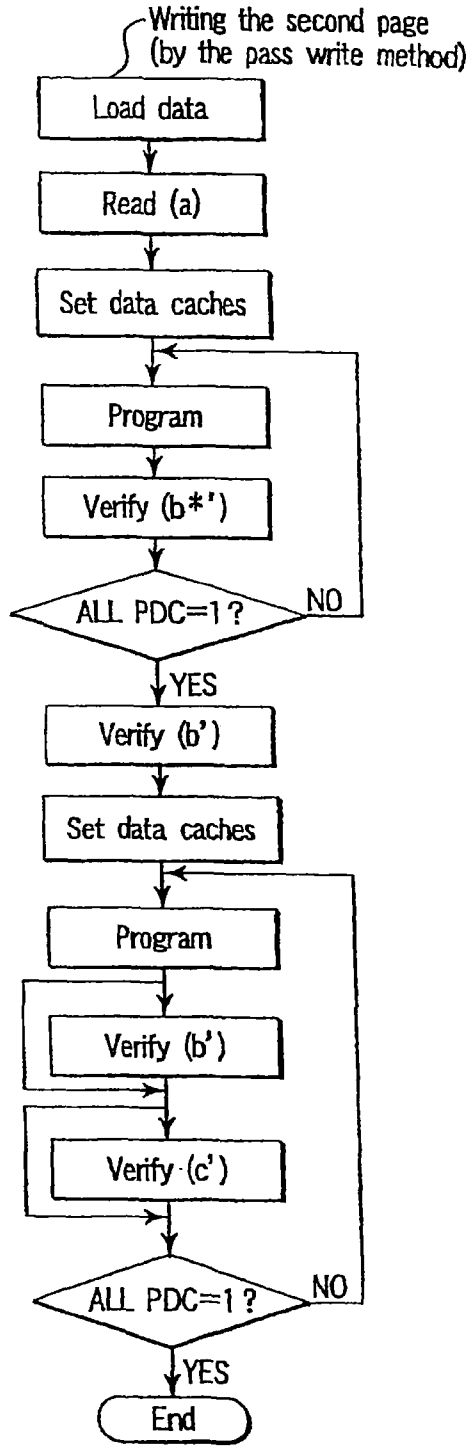 Writing the second page
(by the pass write method)
Load data
Read (a)
Set data caches
Program
Verify (b*')
ALL PDC=1?
NO
YES
Verify (b')
Set data caches
Program
Verify (b')
Verify (c')
ALL PDC=1?
NO
YES
End